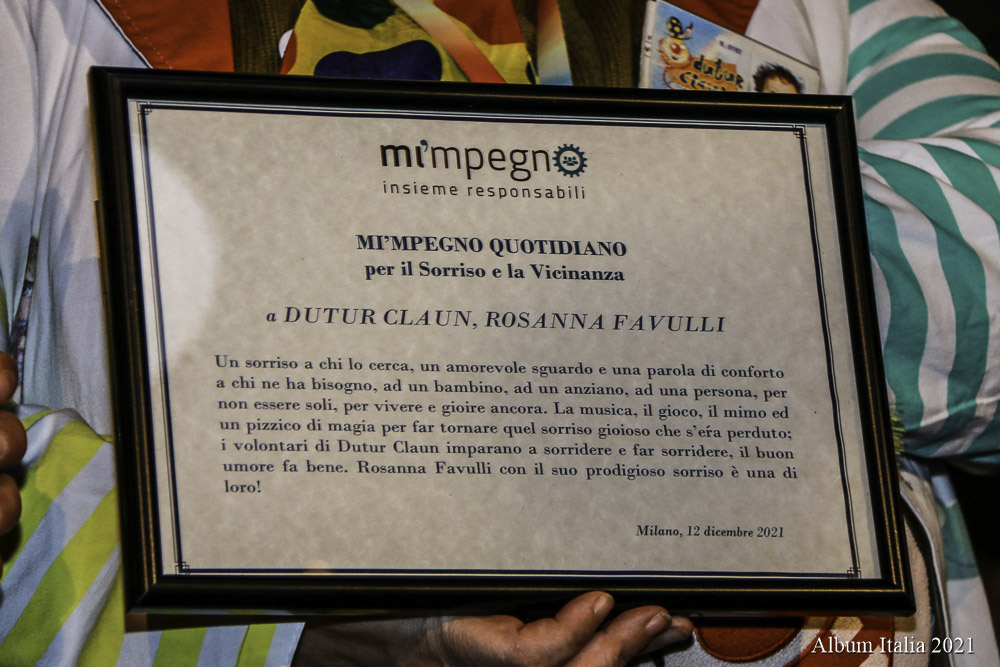 dutur
mi'mpegno
insieme responsabili
MI'MPEGNO QUOTIDIANO
per il Sorriso e la Vicinanza
a DUTUR CLAUN, ROSANNA FAVULLI
Un sorriso a chi lo cerca, un amorevole sguardo e una parola di conforto
a chi ne ha bisogno, ad un bambino, ad un anziano, ad una persona, per
non essere soli, per vivere e gioire ancora. La musica, il gioco, il mimo ed
un pizzico di magia per far tornare quel sorriso gioioso che s'era perduto;
i volontari di Dutur Claun imparano a sorridere e far sorridere, il buon
umore fa bene. Rosanna Favulli con il suo prodigioso sorriso è una di
loro!
Milano, 12 dicembre 2021
Album Italia 2021